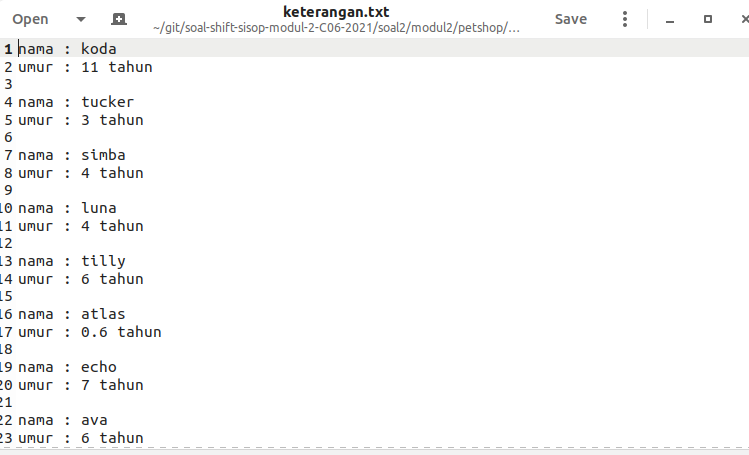 Open
keterangan.txt
~/git/soal-shift-sisop-modul-2-C06-2021/soal2/modul2/petshop/...
Save
1 nama : koda
2 umur : 11 tahun
3
4 nama : tucker
5 umur : 3 tahun
6
7 nama : simba
8 umur : 4 tahun
9
10 nama : luna
11 umur : 4 tahun
12
13 nama : tilly
14 umur : 6 tahun
15
16 nama : atlas
17 umur : 0.6 tahun
18
19 nama : echo
20 umur : 7 tahun
21
22 nama : ava
23 umur : 6 tahun